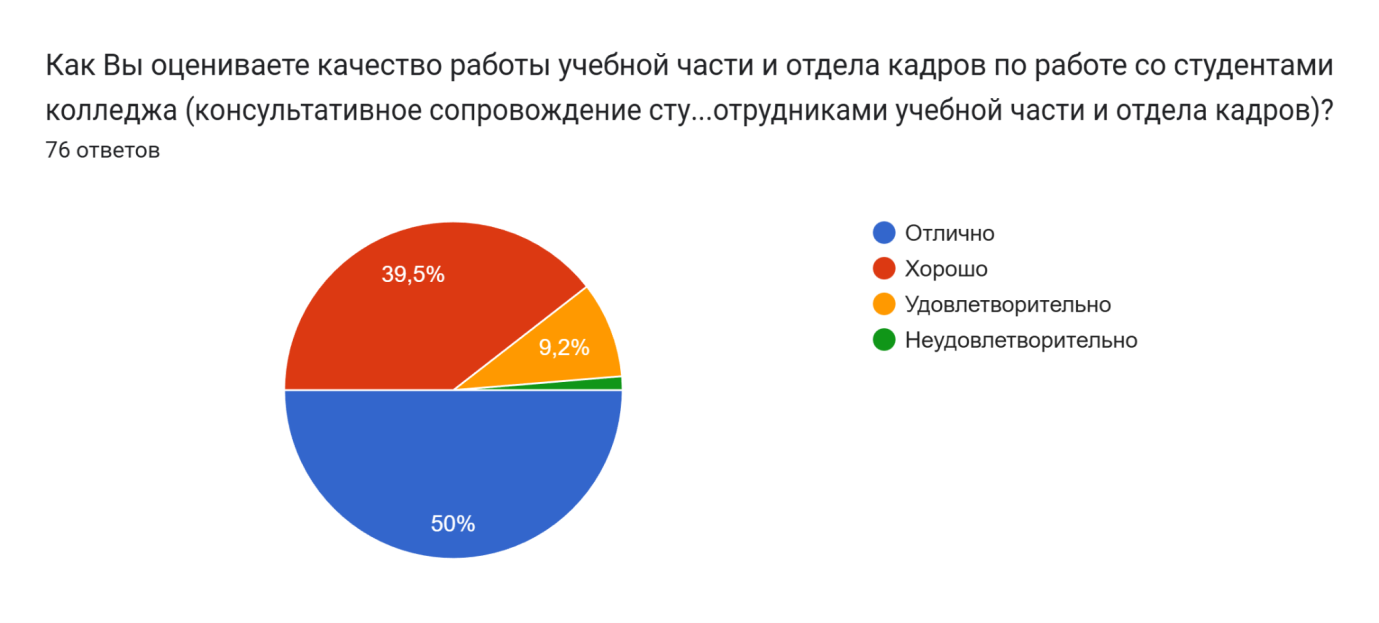 Как Вы оцениваете качество работы учебной части и отдела кадров по работе со студентами
колледжа (консультативное сопровождение сту...отрудниками учебной части и отдела кадров)?
76 ответов
Отлично
Хорошо
Удовлетворительно
Неудовлетворительно
39,5%
9,2%
50%